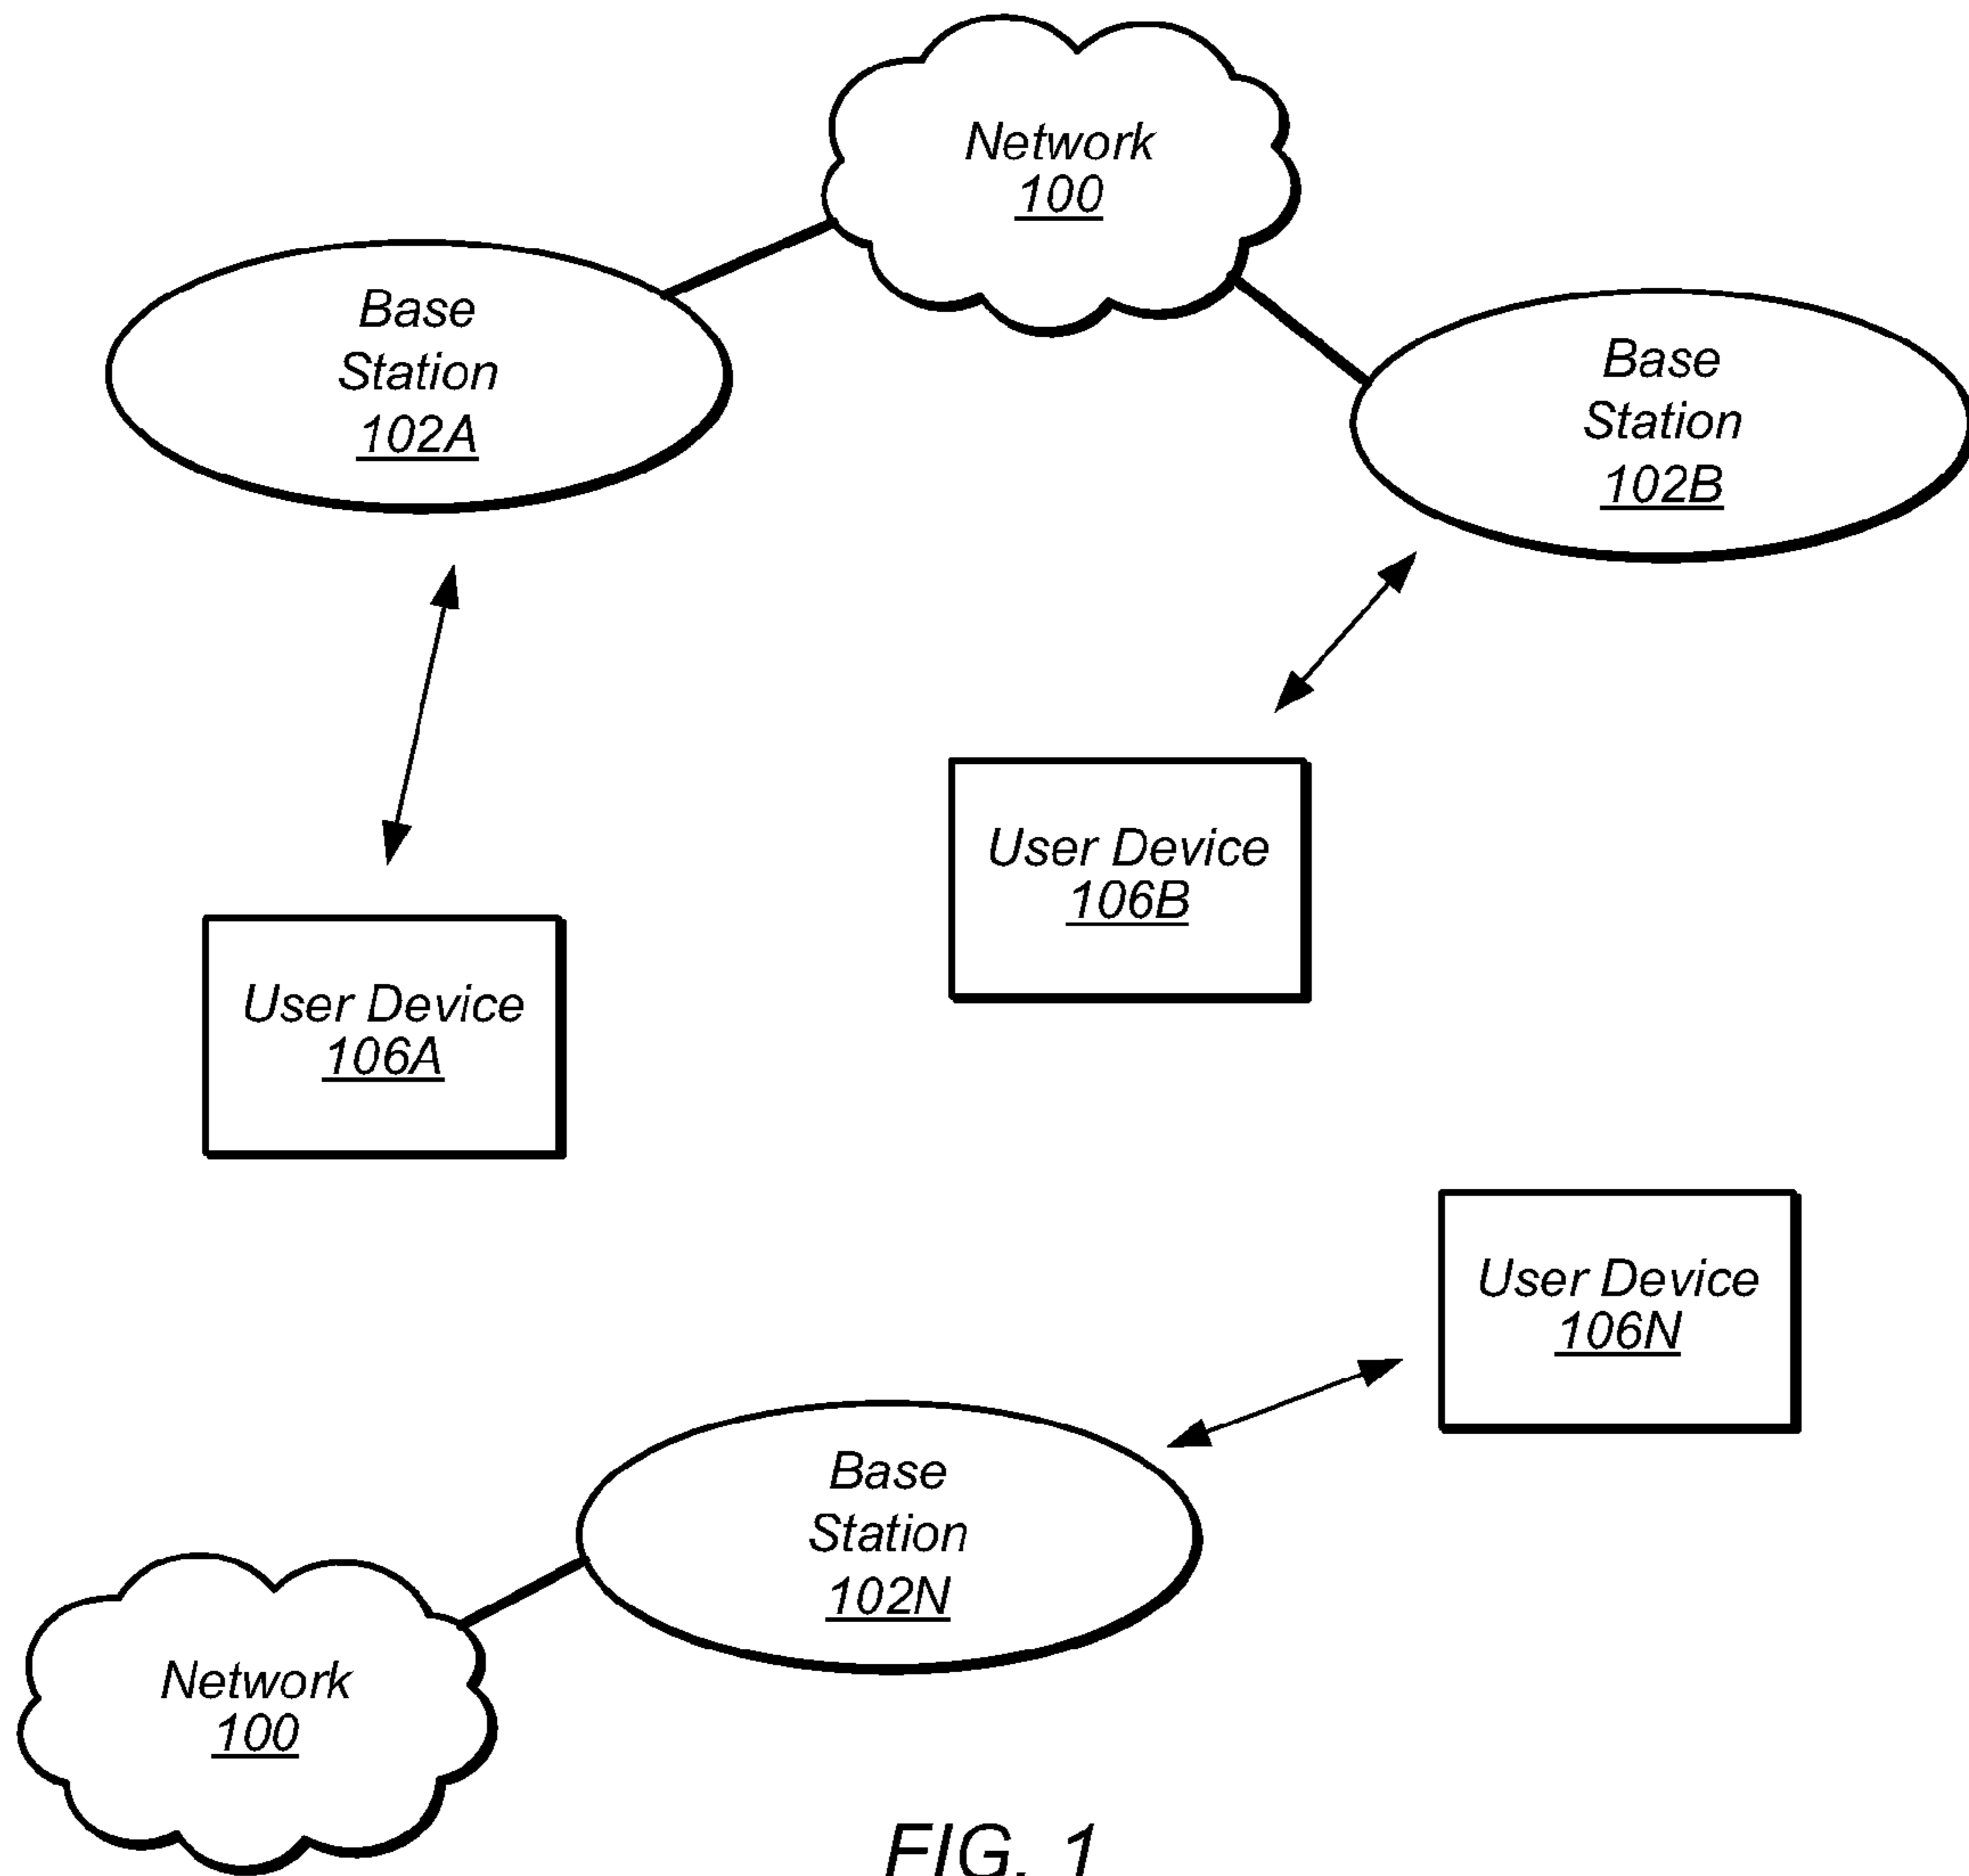 Network
100
Base
Station
102A
Base
Station
102B
User Device
106B
User Device
106A
User Device
106N
Base
Station
102N
Network
100
FIG. 1